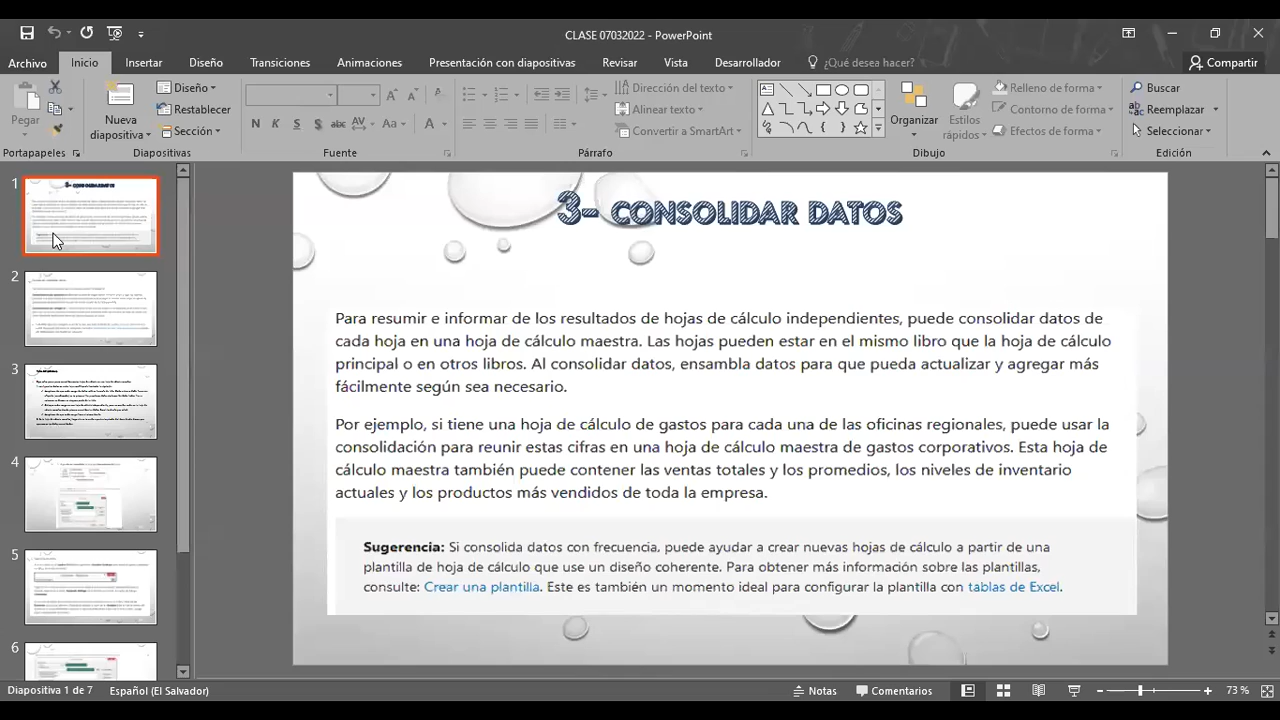 CLASE 07032022 - PowerPoint
Archivo Inicio Insertar Diseño Transiciones Animaciones Presentación con diapositivas Revisar Vista Desarrollador ¿Qué desea hacer? Compartir
Pegar
Nueva diapositiva
Diseño
Restablecer
Sección
N K S abc AV Aa A
Dirección del texto
Alinear texto
Convertir a SmartArt
Organizar
Estilos rápidos
Relleno de forma
Contorno de forma
Efectos de forma
Buscar
Reemplazar
Seleccionar
Portapapeles Diapositivas Fuente Párrafo Dibujo Edición
1
2
3
4
5
6
3- CONSOLIDAR DATOS
Para resumir e informar de los resultados de hojas de cálculo independientes, puede consolidar datos de
cada hoja en una hoja de cálculo maestra. Las hojas pueden estar en el mismo libro que la hoja de cálculo
principal o en otros libros. Al consolidar datos, ensambla datos para que pueda actualizar y agregar más
fácilmente según sea necesario.
Por ejemplo, si tiene una hoja de cálculo de gastos para cada una de las oficinas regionales, puede usar la
consolidación para reunir estas cifras en una hoja de cálculo maestra de gastos corporativos. Esta hoja de
cálculo maestra también puede contener las ventas totales y los promedios, los niveles de inventario
actuales y los productos más vendidos de toda la empresa.
Sugerencia: Si consolida datos con frecuencia, puede ayudar a crear nuevas hojas de cálculo a partir de una
plantilla de hoja de cálculo que use un diseño coherente. Para obtener más información sobre las plantillas,
consulte: Crear una plantilla. Este es también un momento ideal para configurar la plantilla con tablas de Excel.
Diapositiva 1 de 7 Español (El Salvador) Notas Comentarios 73 %